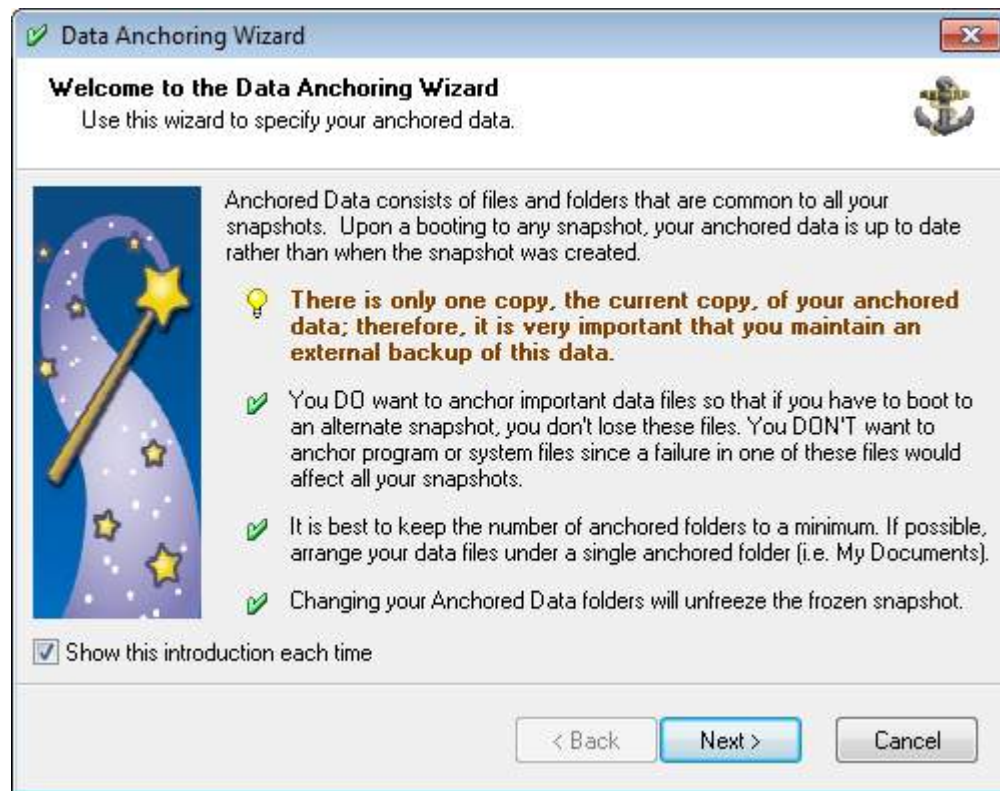 Data Anchoring Wizard
Welcome to the Data Anchoring Wizard
Use this wizard to specify your anchored data.
Anchored Data consists of files and folders that are common to all your
snapshots.  Upon a booting to any snapshot, your anchored data is up to date
rather than when the snapshot was created.
There is only one copy, the current copy, of your anchored
data; therefore, it is very important that you maintain an
external backup of this data.
You DO want to anchor important data files so that if you have to boot to
an alternate snapshot, you don't lose these files. You DON'T want to
anchor program or system files since a failure in one of these files would
affect all your snapshots.
It is best to keep the number of anchored folders to a minimum. If possible,
arrange your data files under a single anchored folder (i.e. My Documents).
Changing your Anchored Data folders will unfreeze the frozen snapshot.
Show this introduction each time
< Back
Next >
Cancel